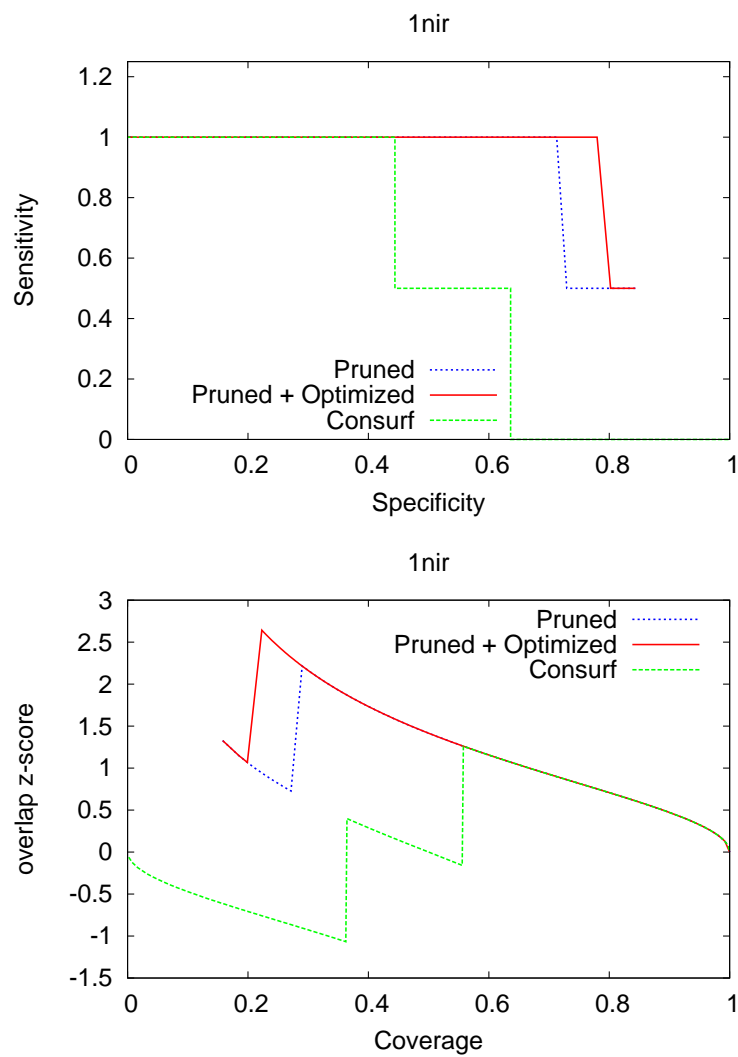 1nir
1.2
1
0.8
0.6
0.4
0.2
0
Sensitivity
Pruned
Pruned + Optimized
Consurf
0 0.2 0.4 0.6 0.8 1
Specificity
1nir
3
2.5
2
1.5
1
0.5
0
-0.5
-1
-1.5
overlap z-score
Pruned
Pruned + Optimized
Consurf
0 0.2 0.4 0.6 0.8 1
Coverage